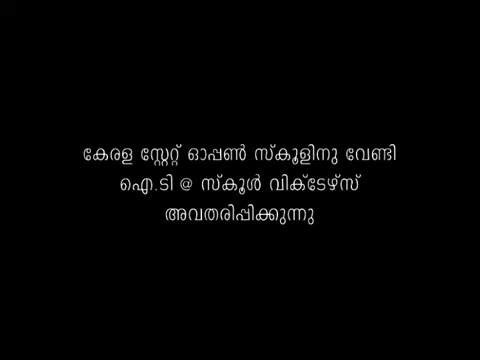 കേരള സ്റ്റേറ്റ് ഓപ്പൺ സ്കൂളിനു വേണ്ടി
ഐ.ടി @ സ്കൂൾ വിക്ടേഴ്സ്
അവതരിപ്പിക്കുന്നു